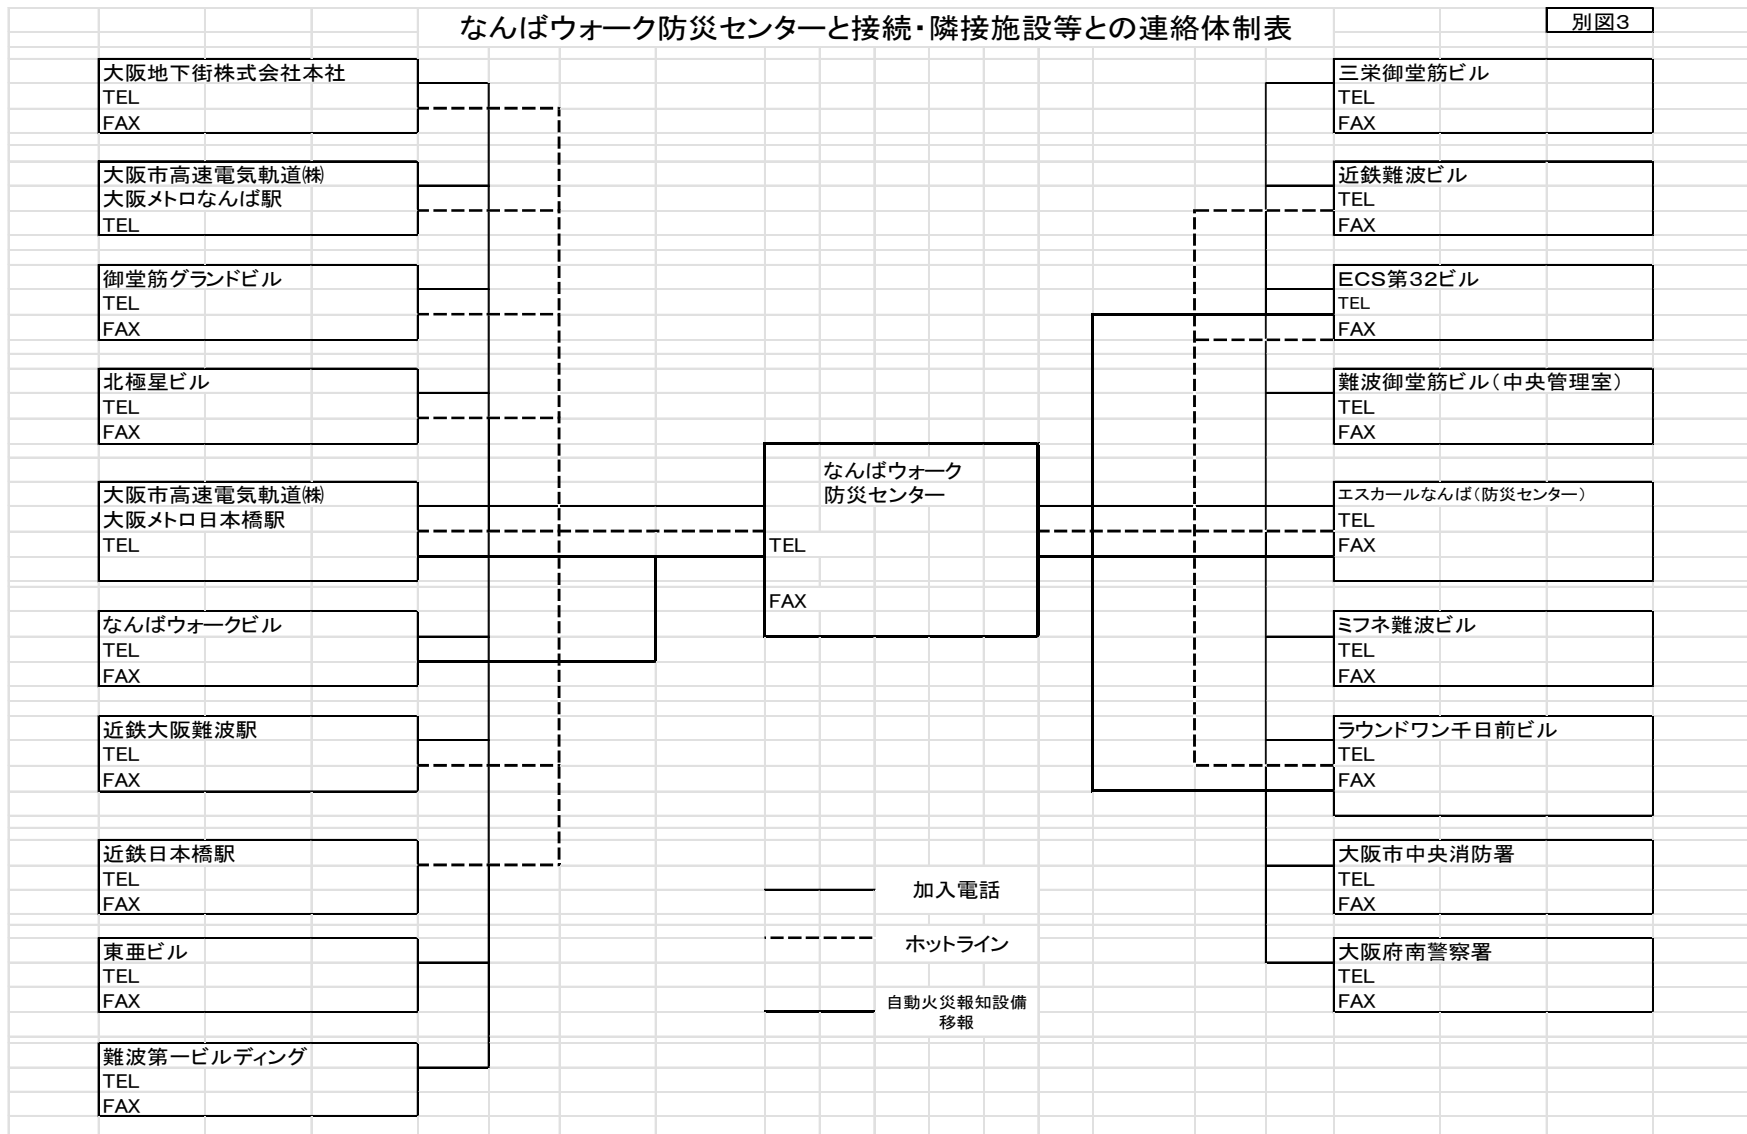 なんばウォーク防災センターと接続・隣接施設等との連絡体制表
別図3
大阪地下街株式会社本社
TEL
FAX
大阪市高速電気軌道㈱
大阪メトロなんば駅
TEL
御堂筋グランドビル
TEL
FAX
北極星ビル
TEL
FAX
大阪市高速電気軌道㈱
大阪メトロ日本橋駅
TEL
なんばウォークビル
TEL
FAX
近鉄大阪難波駅
TEL
FAX
近鉄日本橋駅
TEL
FAX
東亜ビル
TEL
FAX
難波第一ビルディング
TEL
FAX
なんばウォーク
防災センター
TEL
FAX
加入電話
ホットライン
自動火災報知設備
移報
三栄御堂筋ビル
TEL
FAX
近鉄難波ビル
TEL
FAX
ECS第32ビル
TEL
FAX
難波御堂筋ビル(中央管理室)
TEL
FAX
エスカールなんば(防災センター)
TEL
FAX
ミフネ難波ビル
TEL
FAX
ラウンドワン千日前ビル
TEL
FAX
大阪市中央消防署
TEL
FAX
大阪府南警察署
TEL
FAX